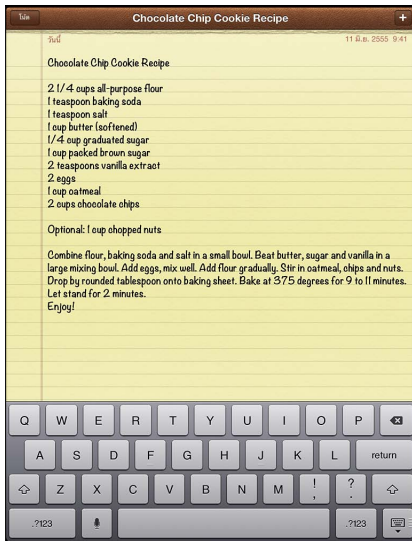 โน้ต
Chocolate Chip Cookie Recipe
+
วันนี้
11 มิ.ย. 2555 9:41
Chocolate Chip Cookie Recipe
2 1/4 cups all-purpose flour
1 teaspoon baking soda
1 teaspoon salt
1 cup butter (softened)
1/4 cup graduated sugar
1 cup packed brown sugar
2 teaspoons vanilla extract
2 eggs
1 cup oatmeal
2 cups chocolate chips
Optional: 1 cup chopped nuts
Combine flour, baking soda and salt in a small bowl. Beat butter, sugar and vanilla in a
large mixing bowl. Add eggs, mix well. Add flour gradually. Stir in oatmeal, chips and nuts.
Drop by rounded tablespoon onto baking sheet. Bake at 375 degrees for 9 to 11 minutes.
Let stand for 2 minutes.
Enjoy!
Q W E R T Y U I O P
A S D F G H J K L return
Z X C V B N M ! , ? .
.?123 .?123